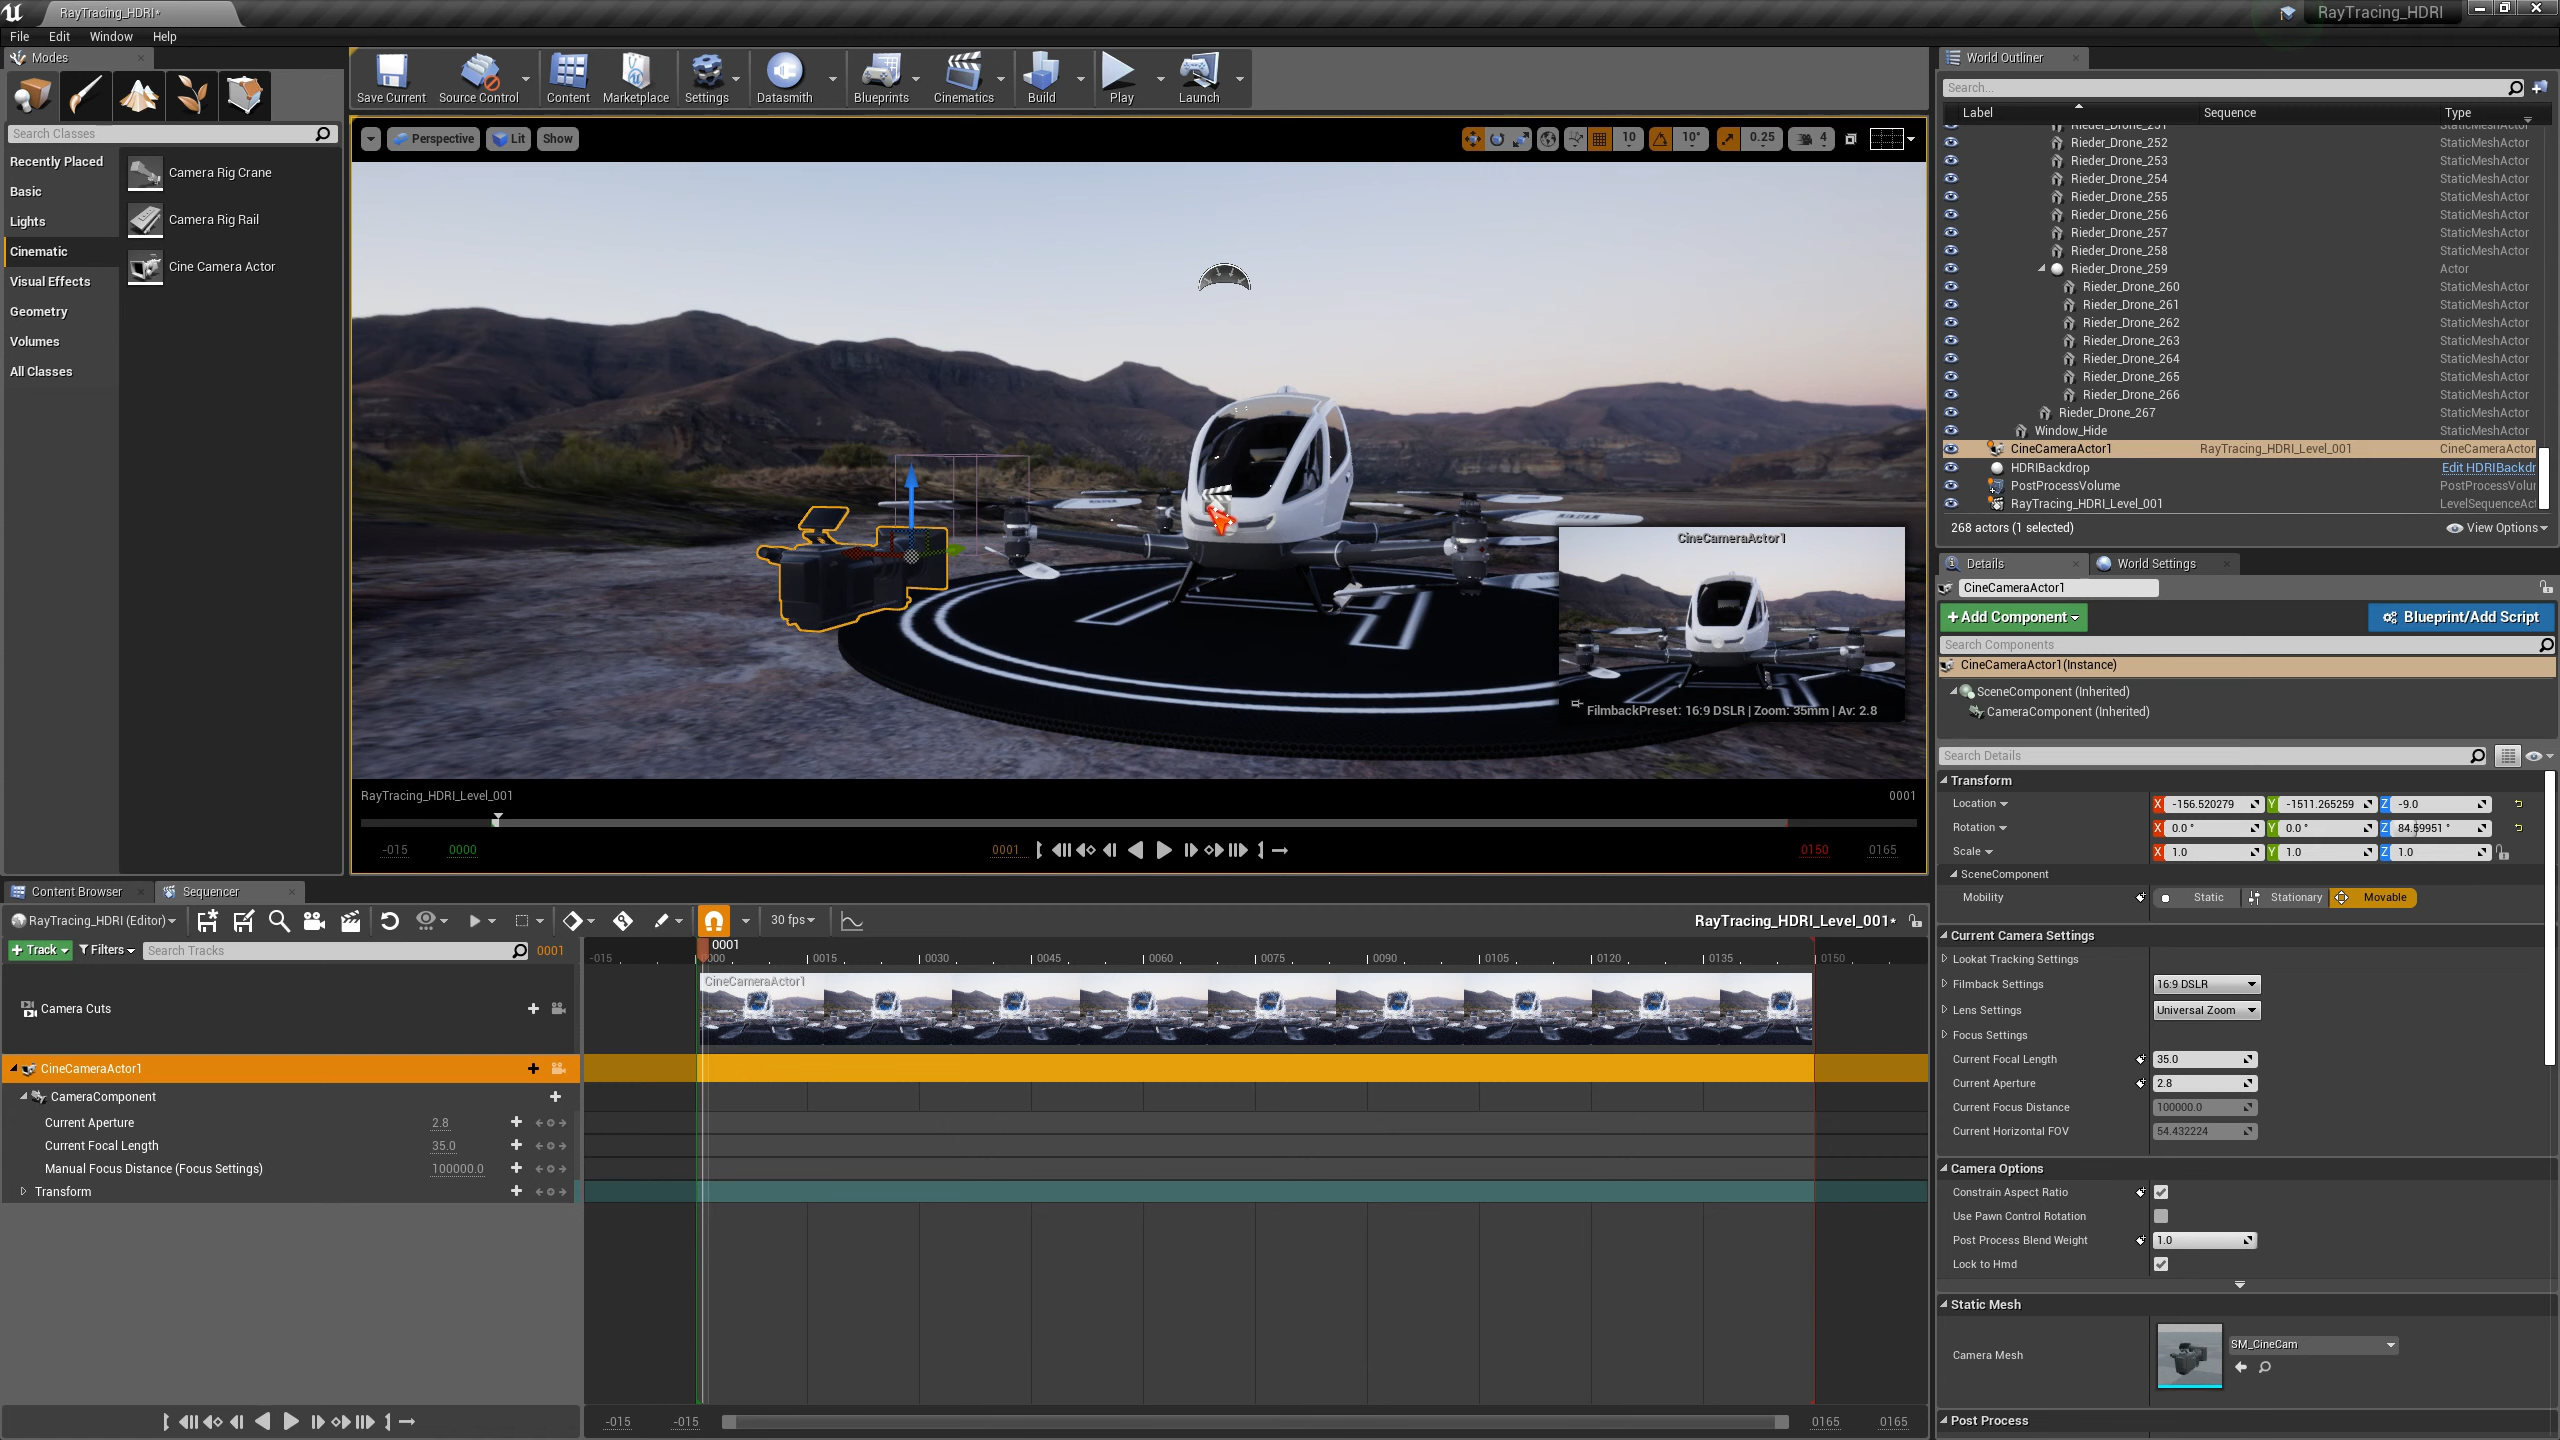 RayTracing_HDRI*
RayTracing_HDRI
File Edit Window Help
Modes
Search Classes
Recently Placed
Basic
Lights
Cinematic
Visual Effects
Geometry
Volumes
All Classes
Camera Rig Crane
Camera Rig Rail
Cine Camera Actor
Save Current Source Control Content Marketplace Settings Datasmith Blueprints Cinematics Build Play Launch
Perspective Lit Show
10 10° 0.25 4
CineCameraActor1
FilmbackPreset: 16:9 DSLR | Zoom: 35mm | Av: 2.8
RayTracing_HDRI_Level_001 0001
-015 0000 0001 0150 0165
World Outliner
Search...
Label Sequence Type
Rieder_Drone_251 StaticMeshActor
Rieder_Drone_252 StaticMeshActor
Rieder_Drone_253 StaticMeshActor
Rieder_Drone_254 StaticMeshActor
Rieder_Drone_255 StaticMeshActor
Rieder_Drone_256 StaticMeshActor
Rieder_Drone_257 StaticMeshActor
Rieder_Drone_258 StaticMeshActor
Rieder_Drone_259 Actor
Rieder_Drone_260 StaticMeshActor
Rieder_Drone_261 StaticMeshActor
Rieder_Drone_262 StaticMeshActor
Rieder_Drone_263 StaticMeshActor
Rieder_Drone_264 StaticMeshActor
Rieder_Drone_265 StaticMeshActor
Rieder_Drone_266 StaticMeshActor
Rieder_Drone_267 StaticMeshActor
Window_Hide StaticMeshActor
CineCameraActor1 RayTracing_HDRI_Level_001 CineCameraActor
HDRIBackdrop Edit HDRIBackdr
PostProcessVolume PostProcessVolur
RayTracing_HDRI_Level_001 LevelSequenceAct
268 actors (1 selected) View Options
Details World Settings
CineCameraActor1
+Add Component Blueprint/Add Script
Search Components
CineCameraActor1(Instance)
SceneComponent (Inherited)
CameraComponent (Inherited)
Search Details
Transform
Location X -156.520279 Y -1511.265259 Z -9.0
Rotation X 0.0 ° Y 0.0 ° Z 84.59951 °
Scale X 1.0 Y 1.0 Z 1.0
SceneComponent
Mobility Static Stationary Movable
Current Camera Settings
Lookat Tracking Settings
Filmback Settings 16:9 DSLR
Lens Settings Universal Zoom
Focus Settings
Current Focal Length 35.0
Current Aperture 2.8
Current Focus Distance 100000.0
Current Horizontal FOV 54.432224
Camera Options
Constrain Aspect Ratio
Use Pawn Control Rotation
Post Process Blend Weight 1.0
Lock to Hmd
Static Mesh
Camera Mesh SM_CineCam
Post Process
Content Browser Sequencer
RayTracing_HDRI (Editor) 30 fps RayTracing_HDRI_Level_001*
+ Track Filters Search Tracks 0001
0001
-015 0000 0015 0030 0045 0060 0075 0090 0105 0120 0135 0150
CineCameraActor1
Camera Cuts
CineCameraActor1
CameraComponent
Current Aperture 2.8
Current Focal Length 35.0
Manual Focus Distance (Focus Settings) 100000.0
Transform
-015 -015 0165 0165